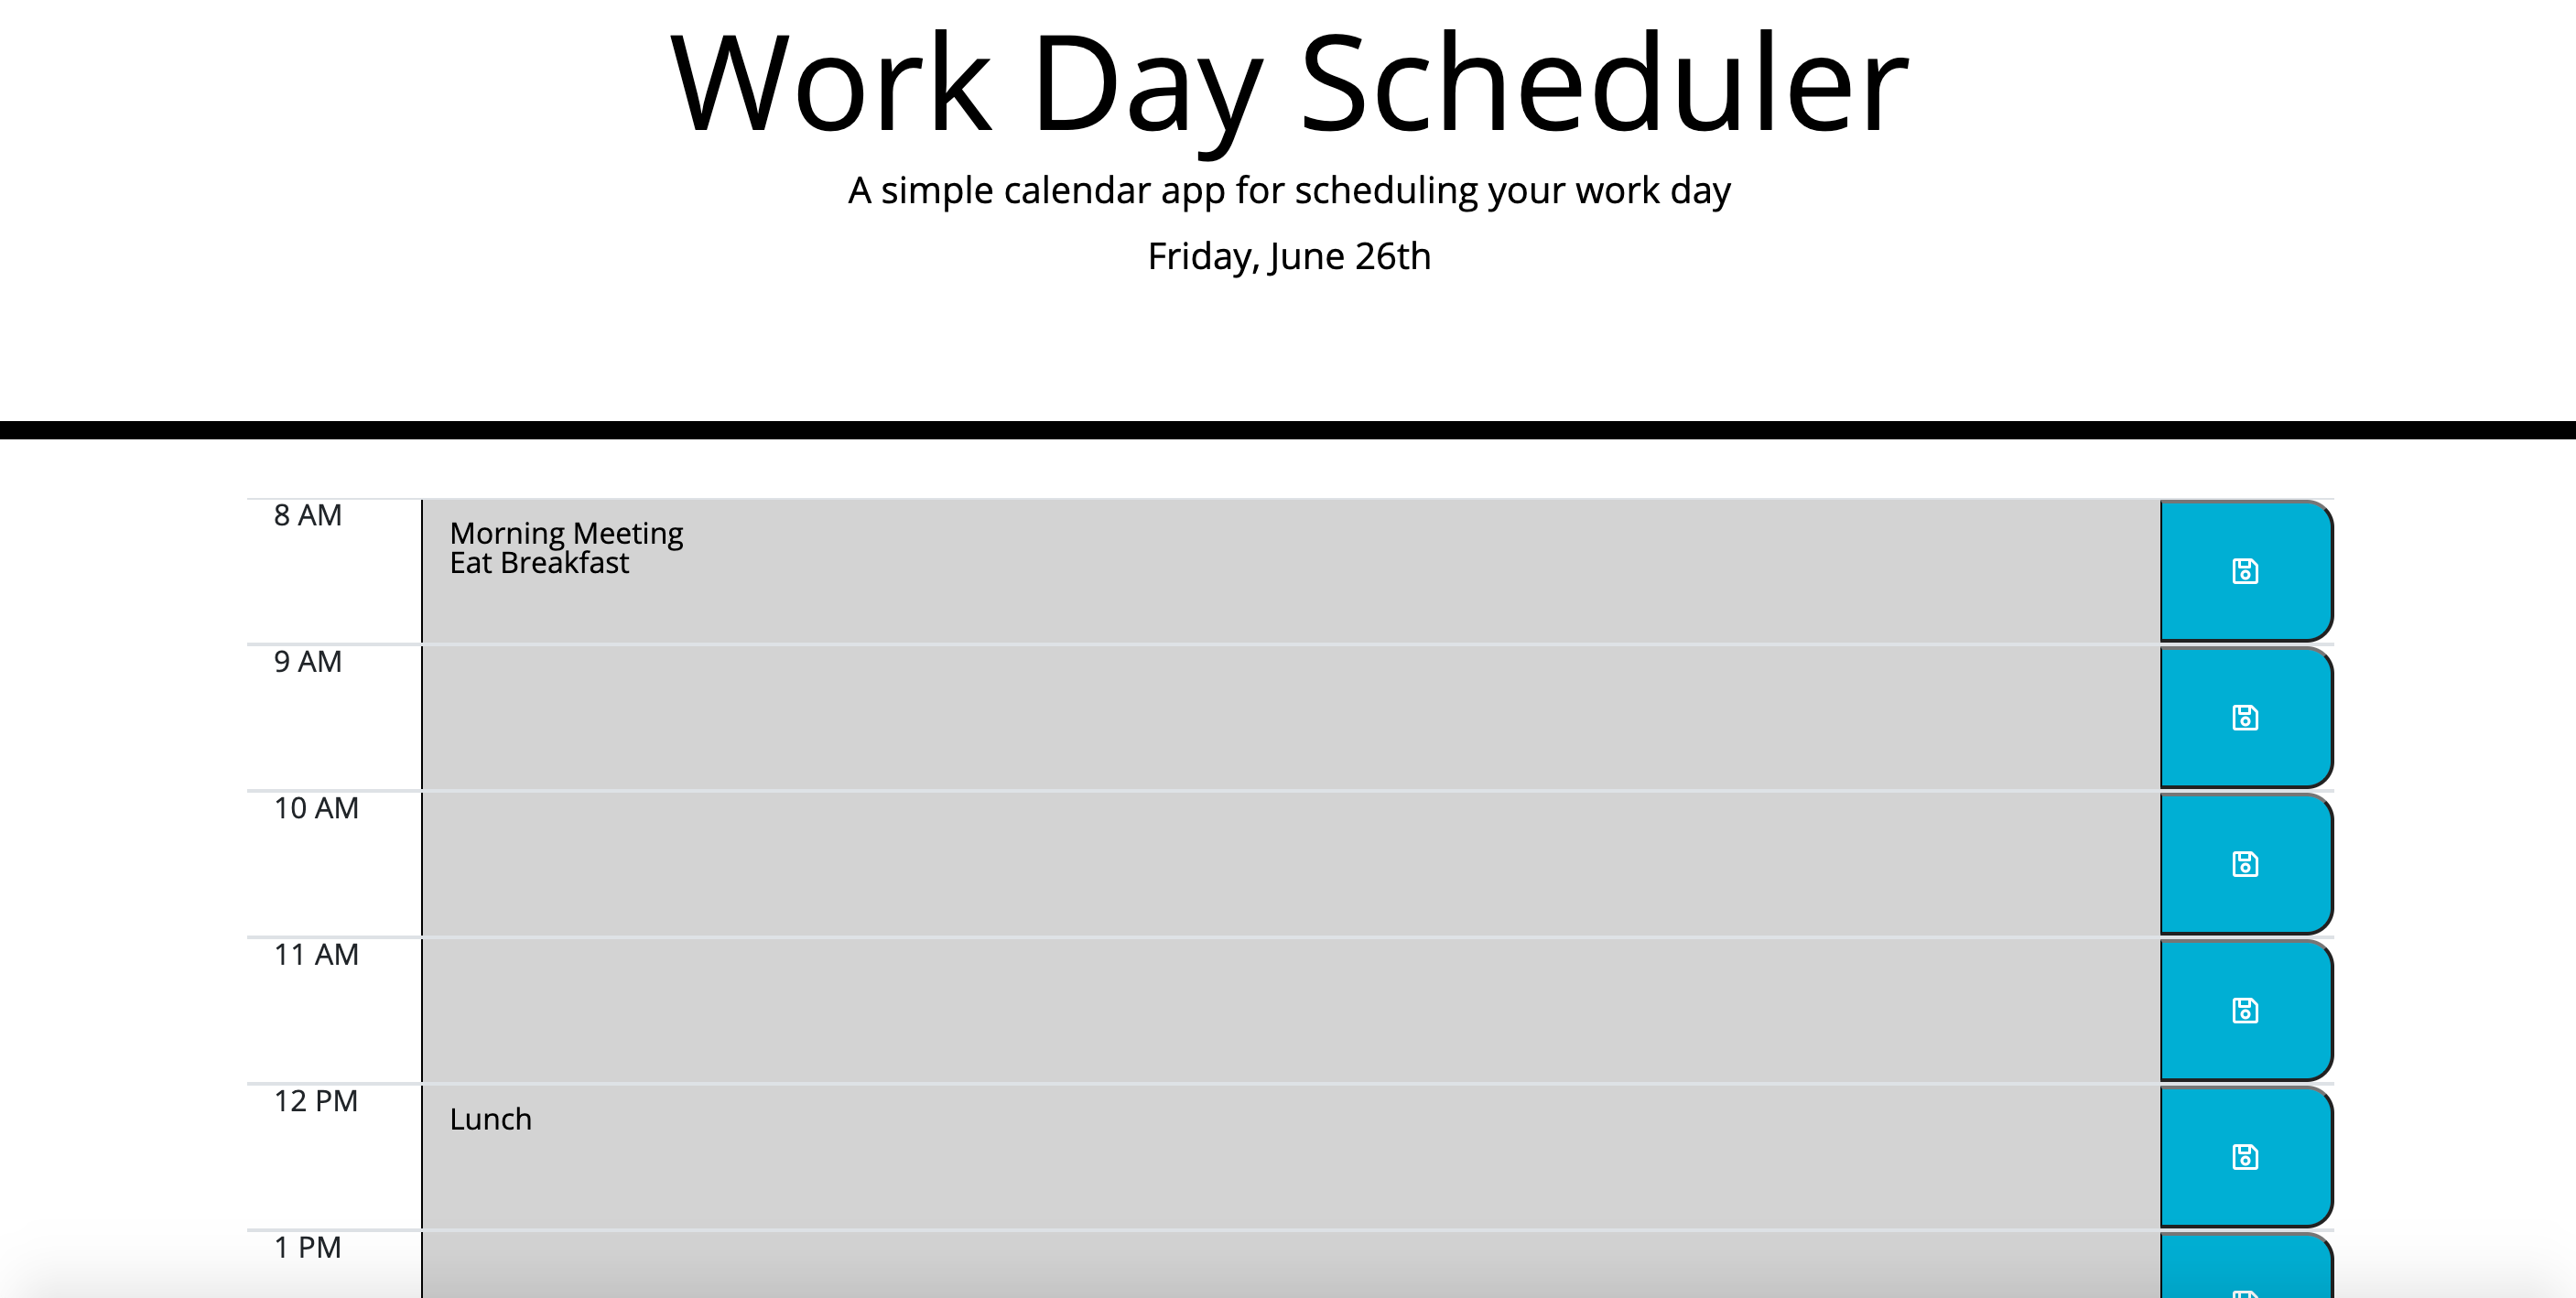 Work Day Scheduler
A simple calendar app for scheduling your work day
Friday, June 26th
8 AM
Morning Meeting
Eat Breakfast
9 AM
10 AM
11 AM
12 PM
Lunch
1 PM